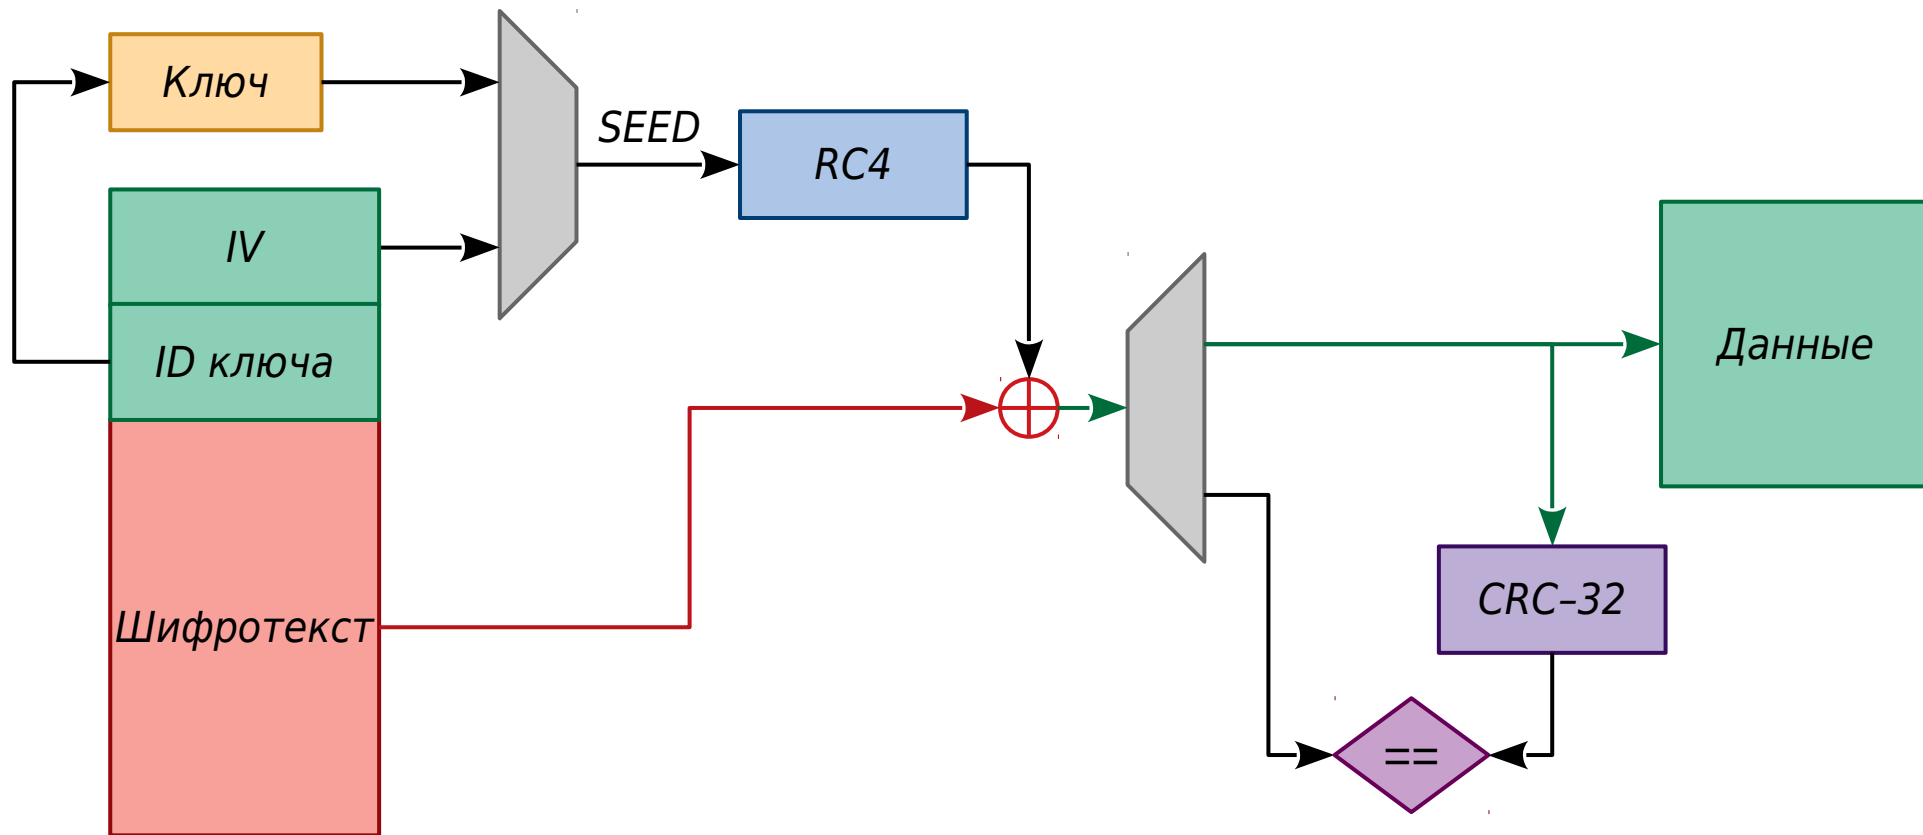 Ключ
SEED
RC4
IV
ID ключа
Данные
Шифротекст
CRC–32
==